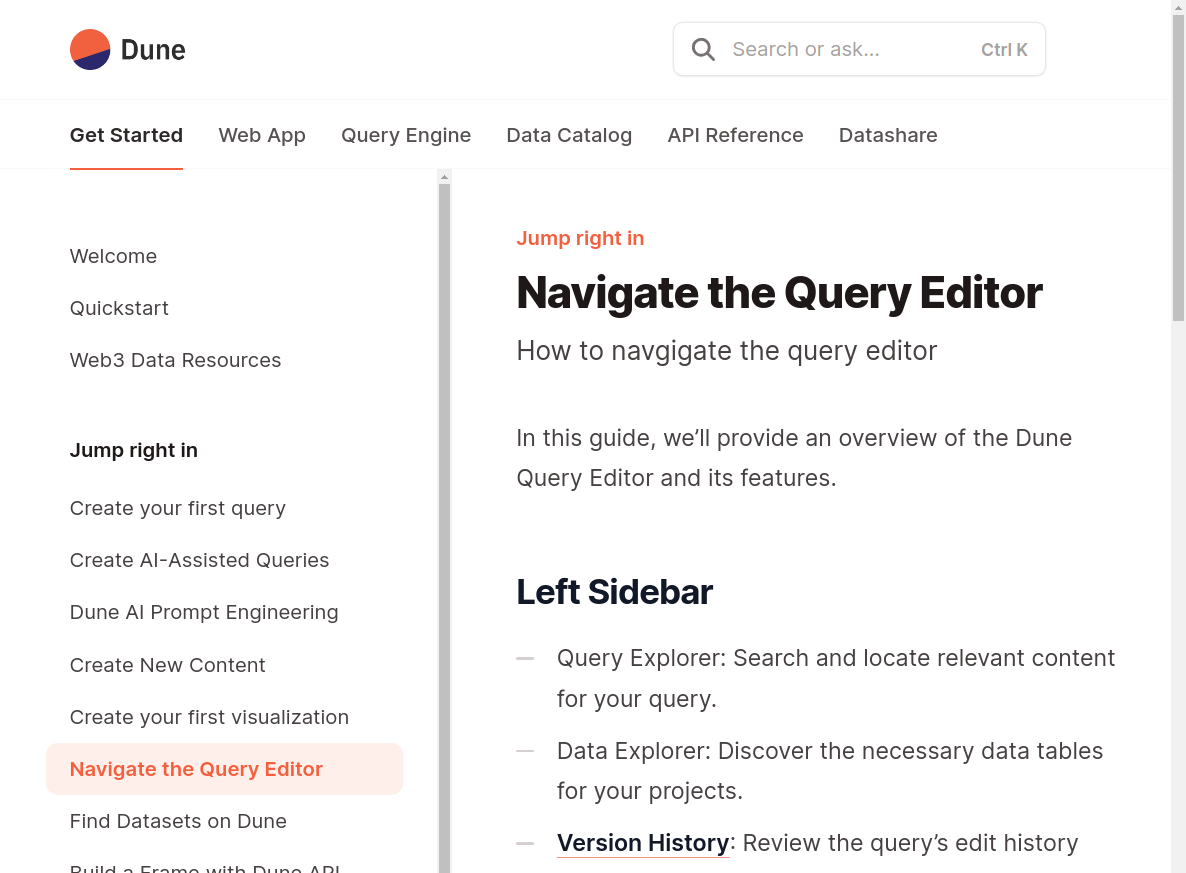 Dune
Search or ask...
Ctrl K
Get Started
Web App
Query Engine
Data Catalog
API Reference
Datashare
Welcome
Quickstart
Web3 Data Resources
Jump right in
Create your first query
Create AI-Assisted Queries
Dune AI Prompt Engineering
Create New Content
Create your first visualization
Navigate the Query Editor
Find Datasets on Dune
Build a Frame with Dune API
Jump right in
Navigate the Query Editor
How to navgigate the query editor
In this guide, we’ll provide an overview of the Dune
Query Editor and its features.
Left Sidebar
Query Explorer: Search and locate relevant content
for your query.
Data Explorer: Discover the necessary data tables
for your projects.
Version History: Review the query’s edit history